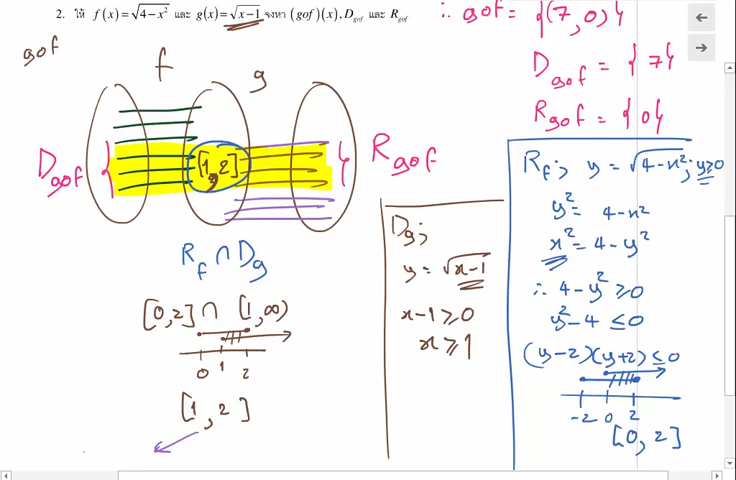 2. ให้ f(x)=√4−x² และ g(x)=√x−1 จงหา (gof)(x), D_gof และ R_gof
∴ gof = {(7,0)}
D_gof = {7}
R_gof = {0}
gof
f
g
D_gof { [1,2] } R_gof
R_f ∩ D_g
[0,2] ∩ [1,∞)
0 1 2
[1,2]
D_g;
y = √x−1
x−1 ≥ 0
x ≥ 1
R_f; y = √4−x²; y≥0
y² = 4−x²
x² = 4−y²
∴ 4−y² ≥ 0
y²−4 ≤ 0
(y−2)(y+2) ≤ 0
-2 0 2
[0,2]